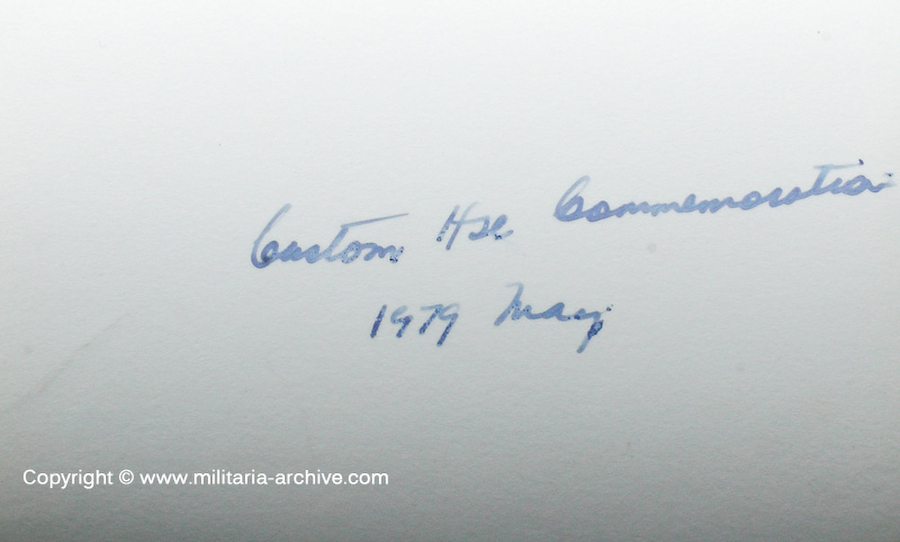 Custom Hse Commemoration
1979 May
Copyright © www.militaria-archive.com